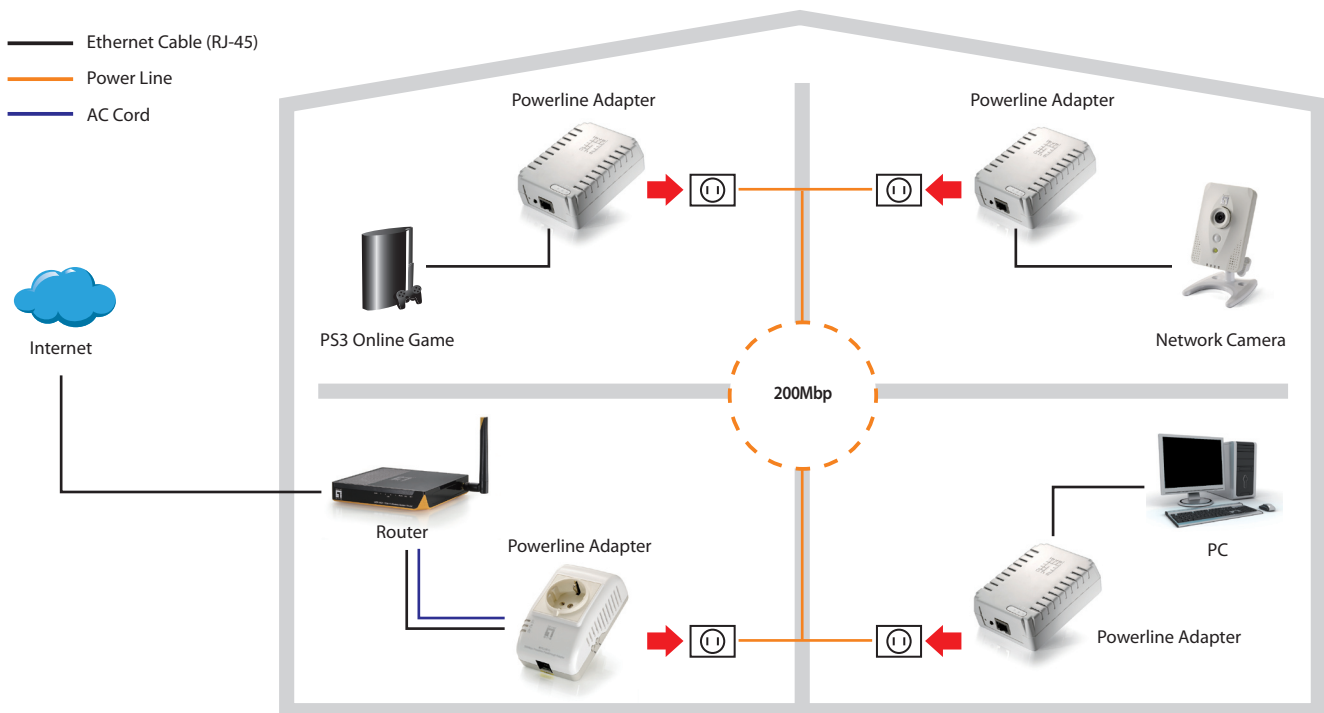 Ethernet Cable (RJ-45)
Power Line
AC Cord
Powerline Adapter
Powerline Adapter
PS3 Online Game
Network Camera
Internet
200Mbp
Router
Powerline Adapter
PC
Powerline Adapter